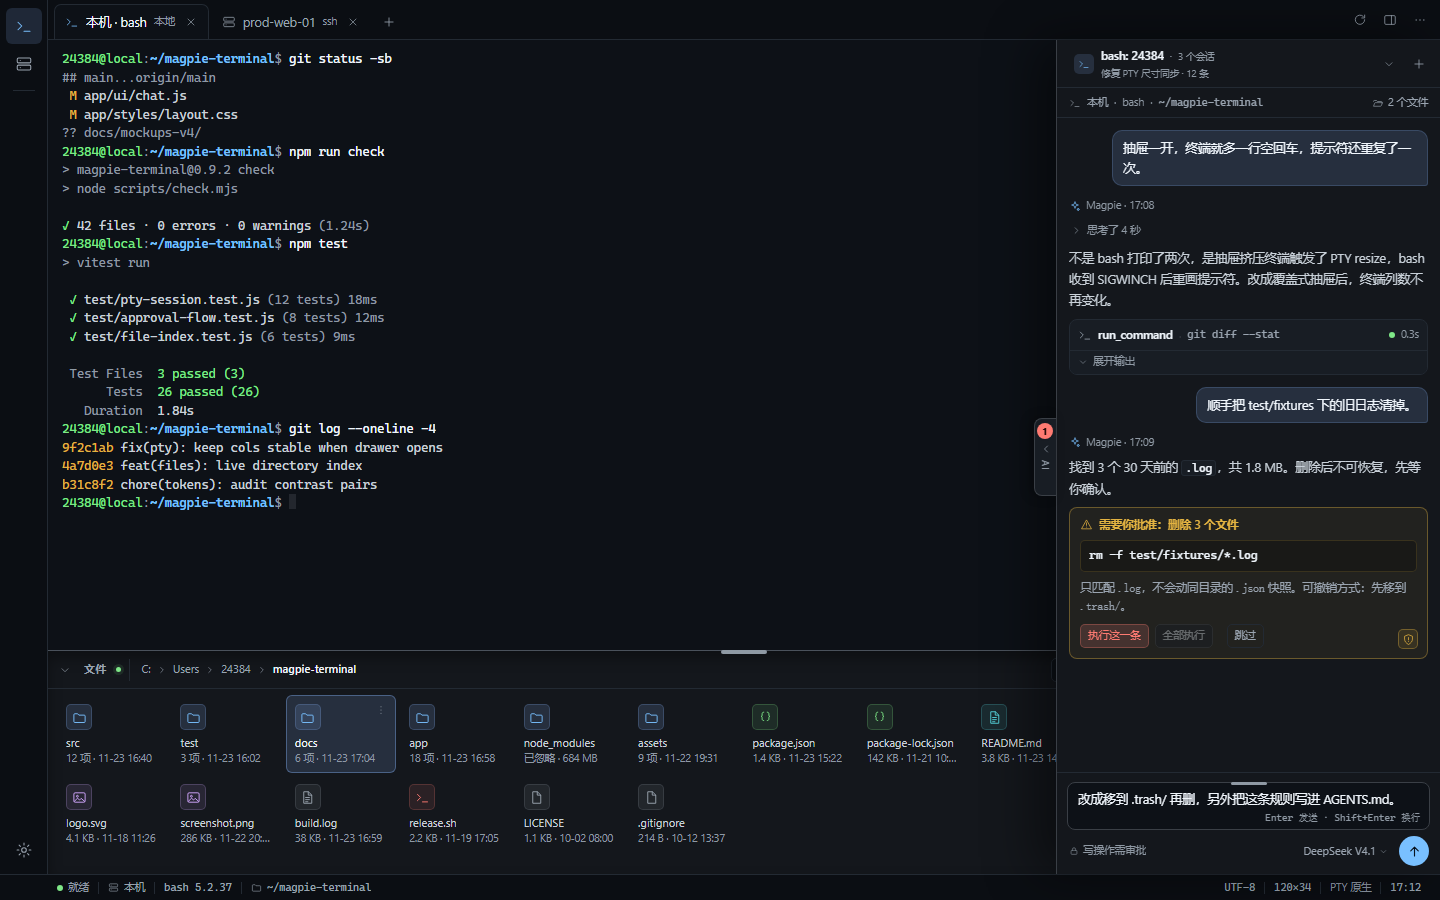 本机 · bash 本地
prod-web-01 ssh
24384@local:~/magpie-terminal$ git status -sb
## main...origin/main
M app/ui/chat.js
M app/styles/layout.css
?? docs/mockups-v4/
24384@local:~/magpie-terminal$ npm run check
> magpie-terminal@0.9.2 check
> node scripts/check.mjs
✓ 42 files · 0 errors · 0 warnings (1.24s)
24384@local:~/magpie-terminal$ npm test
> vitest run
✓ test/pty-session.test.js (12 tests) 18ms
✓ test/approval-flow.test.js (8 tests) 12ms
✓ test/file-index.test.js (6 tests) 9ms
Test Files 3 passed (3)
Tests 26 passed (26)
Duration 1.84s
24384@local:~/magpie-terminal$ git log --oneline -4
9f2c1ab fix(pty): keep cols stable when drawer opens
4a7d0e3 feat(files): live directory index
b31c8f2 chore(tokens): audit contrast pairs
24384@local:~/magpie-terminal$
1
AI
文件
C: > Users > 24384 > magpie-terminal
src
12 项 · 11-23 16:40
test
3 项 · 11-23 16:02
docs
6 项 · 11-23 17:04
app
18 项 · 11-23 16:58
node_modules
已忽略 · 684 MB
assets
9 项 · 11-22 19:31
package.json
1.4 KB · 11-23 15:22
package-lock.json
142 KB · 11-21 10:...
README.md
3.8 KB · 11-23 14
logo.svg
4.1 KB · 11-18 11:26
screenshot.png
286 KB · 11-22 20:...
build.log
38 KB · 11-23 16:59
release.sh
2.2 KB · 11-19 17:05
LICENSE
1.1 KB · 10-02 08:00
.gitignore
214 B · 10-12 13:37
bash: 24384 · 3 个会话
修复 PTY 尺寸同步 · 12 条
本机 · bash · ~/magpie-terminal
2 个文件
抽屉一开，终端就多一行空回车，提示符还重复了一
次。
Magpie · 17:08
思考了 4 秒
不是 bash 打印了两次，是抽屉挤压终端触发了 PTY resize，bash
收到 SIGWINCH 后重画提示符。改成覆盖式抽屉后，终端列数不
再变化。
run_command · git diff --stat
0.3s
展开输出
顺手把 test/fixtures 下的旧日志清掉。
Magpie · 17:09
找到 3 个 30 天前的 .log，共 1.8 MB。删除后不可恢复，先等
你确认。
需要你批准：删除 3 个文件
rm -f test/fixtures/*.log
只匹配 .log，不会动同目录的 .json 快照。可撤销方式：先移到
.trash/。
执行这一条
全部执行
跳过
改成移到 .trash/ 再删，另外把这条规则写进 AGENTS.md。
Enter 发送 · Shift+Enter 换行
写操作需审批
DeepSeek V4.1
就绪
本机
bash 5.2.37
~/magpie-terminal
UTF-8
120×34
PTY 原生
17:12